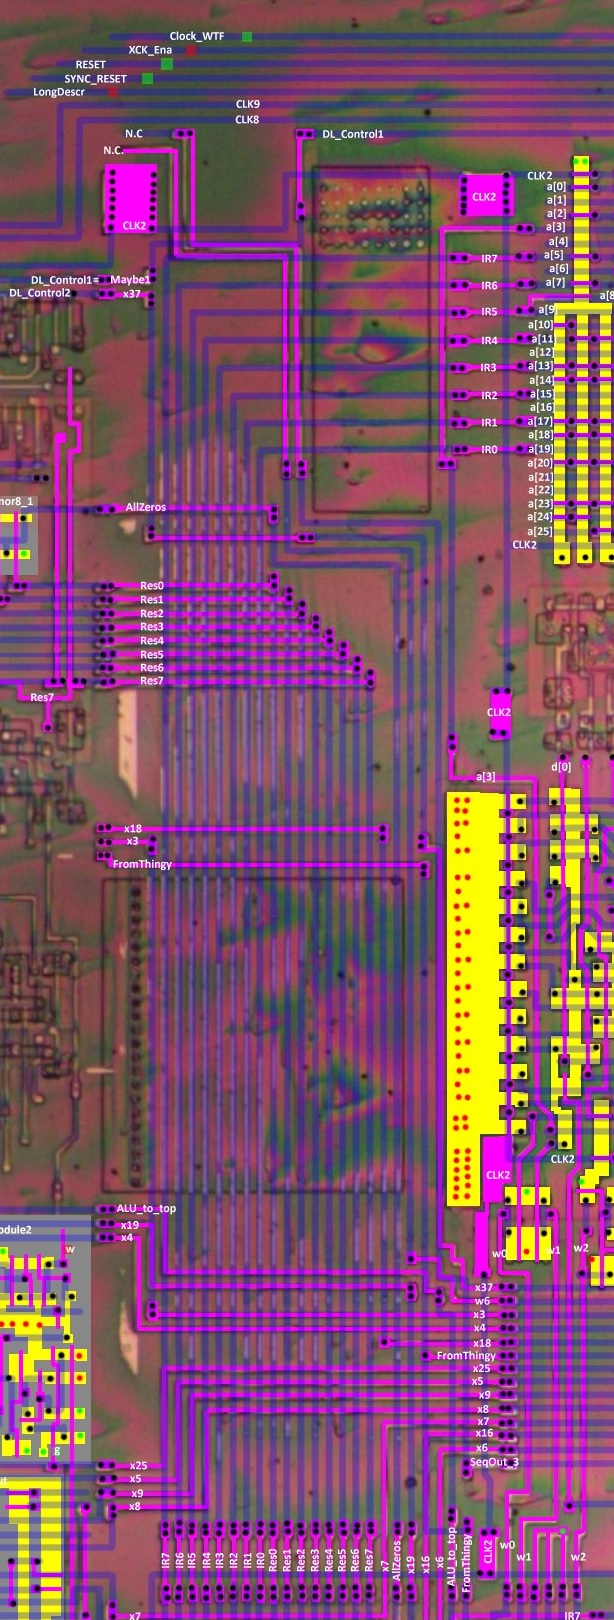 Clock_WTF
XCK_Ena
RESET
SYNC_RESET
LongDescr
CLK9
CLK8
N.C
DL_Control1
N.C.
CLK2
CLK2
CLK2
a[0]
a[1]
a[2]
a[3]
a[4]
a[5]
a[6]
a[7]
a[8
a[9]
a[10]
a[11]
a[12]
a[13]
a[14]
a[15]
a[16]
a[17]
a[18]
a[19]
a[20]
a[21]
a[22]
a[23]
a[24]
a[25]
CLK2
IR7
IR6
IR5
IR4
IR3
IR2
IR1
IR0
DL_Control1= Maybe1
DL_Control2 x37
nor8_1
AllZeros
Res0
Res1
Res2
Res3
Res4
Res5
Res6
Res7
Res7
CLK2
a[3]
d[0]
x18
x3
FromThingy
CLK2
CLK2
ALU_to_top
x19
x4
odule2
w
w0
w1
w2
x37
w6
x3
x4
x18
FromThingy
x25
x5
x9
x8
x7
x16
x6
SeqOut_3
g
x25
x5
x9
x8
ut
IR7
IR6
IR5
IR4
IR3
IR2
IR1
IR0
Res0
Res1
Res2
Res3
Res4
Res5
Res6
Res7
x7
AllZeros
x19
x16
x6
ALU_to_top
FromThingy
CLK2
w0
w1
w2
x7
IR7